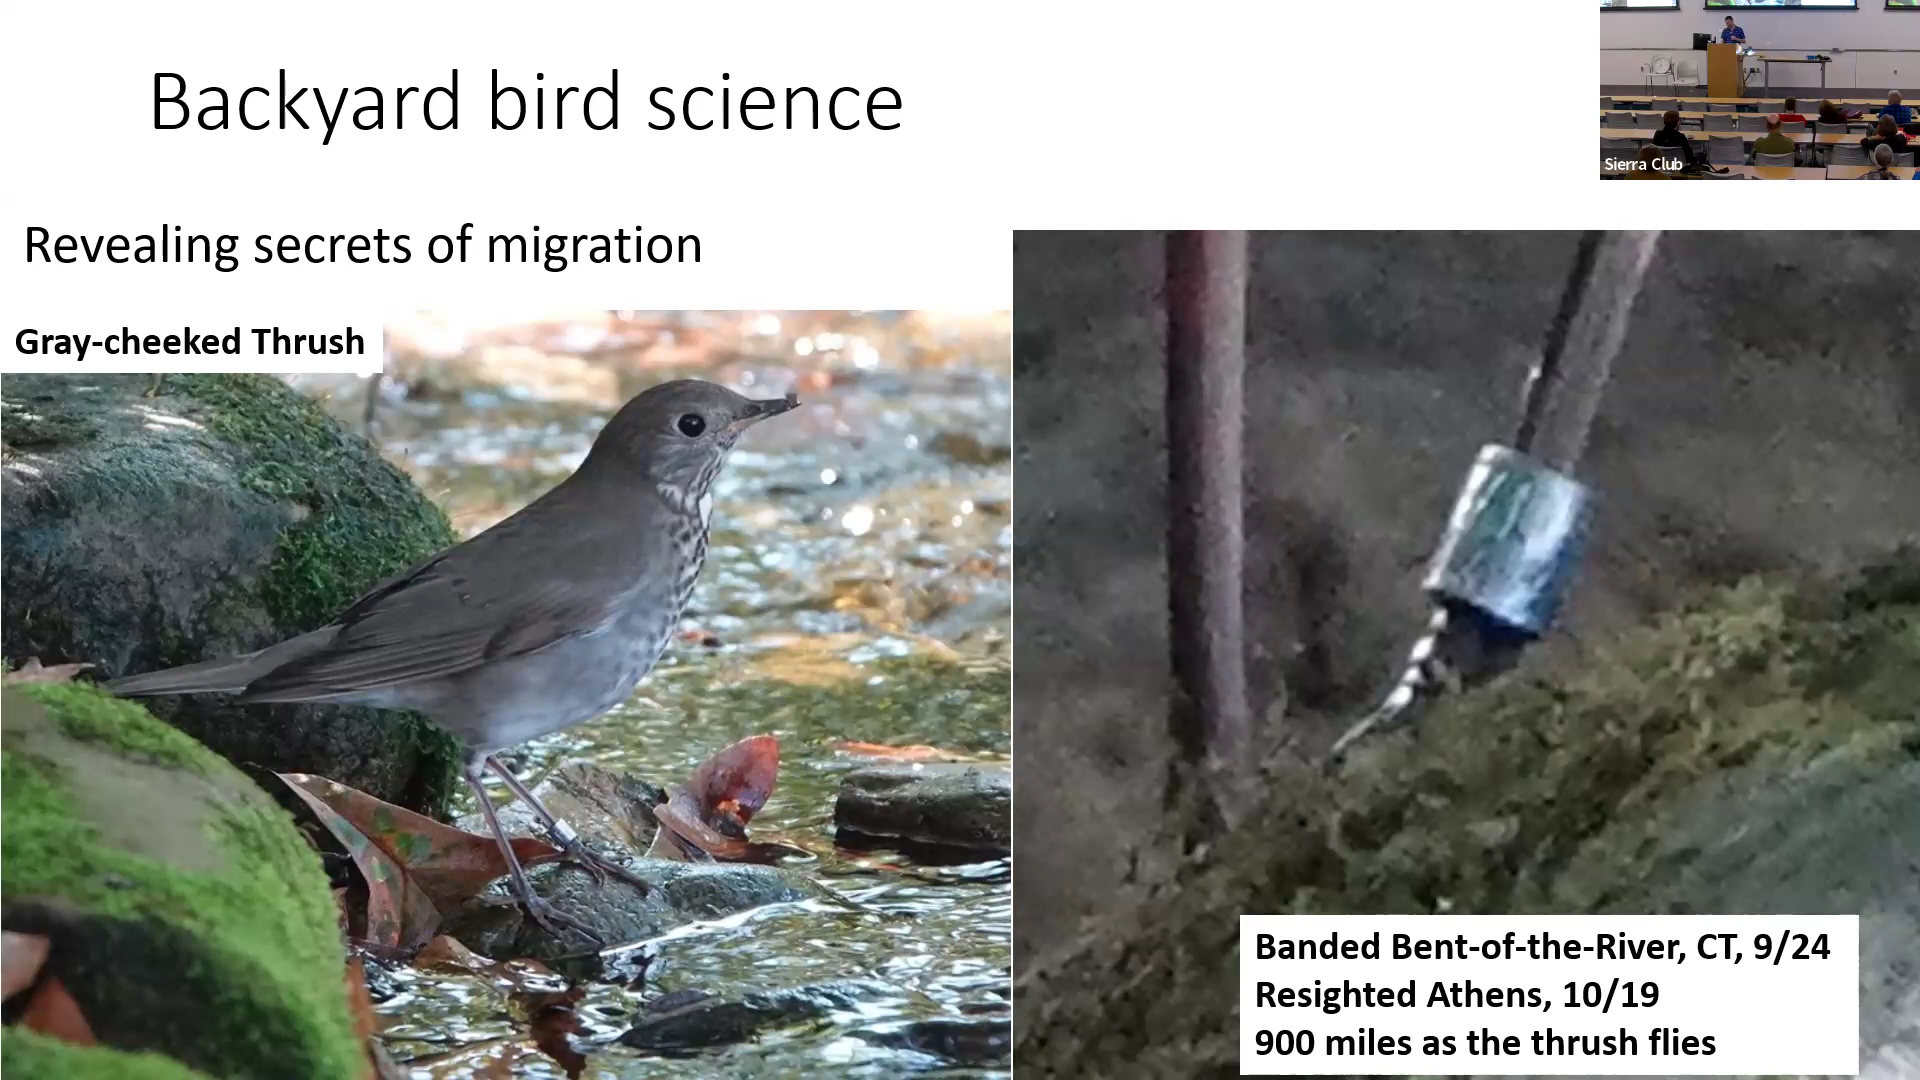 Backyard bird science
Sierra Club
Revealing secrets of migration
Gray-cheeked Thrush
Banded Bent-of-the-River, CT, 9/24
Resighted Athens, 10/19
900 miles as the thrush flies